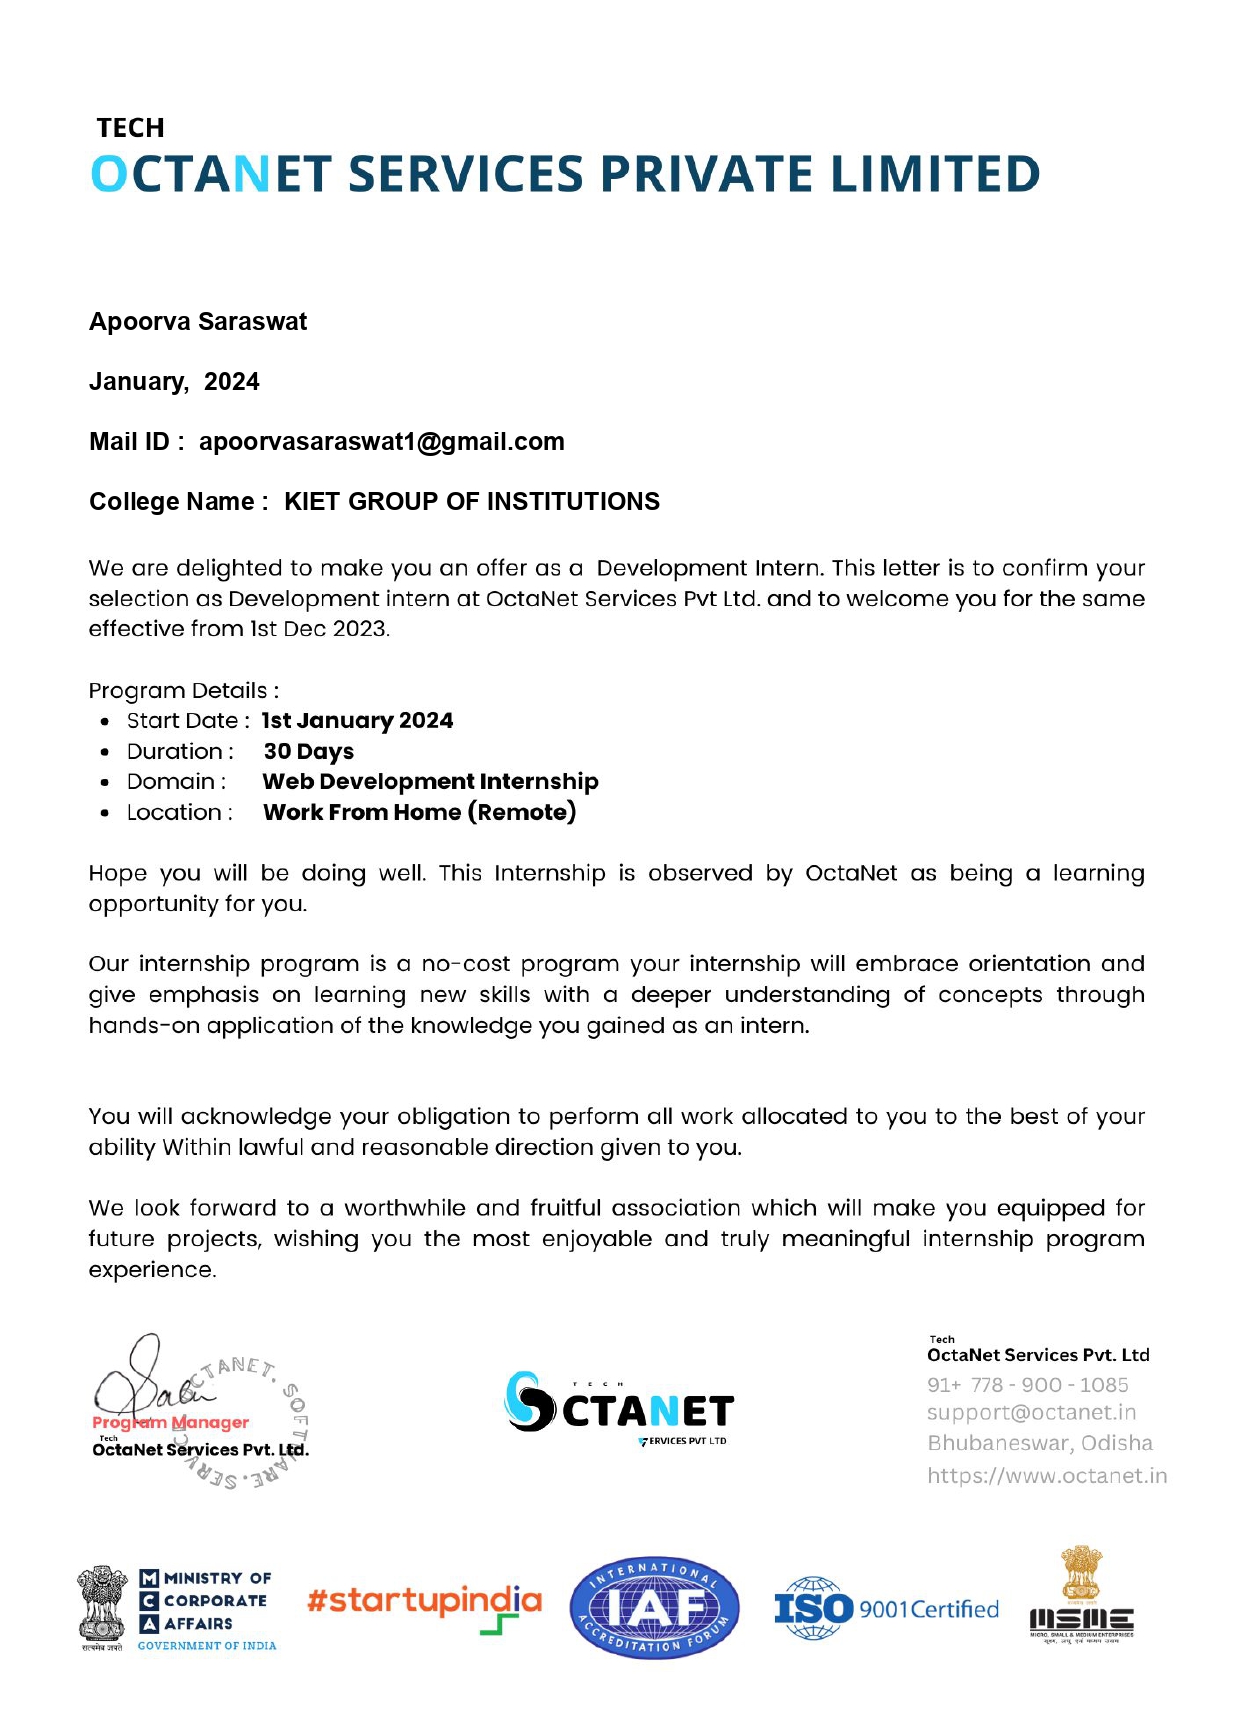 TECH
OCTANET SERVICES PRIVATE LIMITED
Apoorva Saraswat
January,  2024
Mail ID :  apoorvasaraswat1@gmail.com
College Name :  KIET GROUP OF INSTITUTIONS
We are delighted to make you an offer as a  Development Intern. This letter is to confirm your
selection as Development intern at OctaNet Services Pvt Ltd. and to welcome you for the same
effective from 1st Dec 2023.
Program Details :
• Start Date :  1st January 2024
• Duration :    30 Days
• Domain :     Web Development Internship
• Location :    Work From Home (Remote)
Hope you will be doing well. This Internship is observed by OctaNet as being a learning
opportunity for you.
Our internship program is a no-cost program your internship will embrace orientation and
give emphasis on learning new skills with a deeper understanding of concepts through
hands-on application of the knowledge you gained as an intern.
You will acknowledge your obligation to perform all work allocated to you to the best of your
ability Within lawful and reasonable direction given to you.
We look forward to a worthwhile and fruitful association which will make you equipped for
future projects, wishing you the most enjoyable and truly meaningful internship program
experience.
OCTANET. SOFTWARE.SERVIC
Program Manager
Tech
OctaNet Services Pvt. Ltd.
TECH
OCTANET
SERVICES PVT LTD
Tech
OctaNet Services Pvt. Ltd
91+ 778 - 900 - 1085
support@octanet.in
Bhubaneswar, Odisha
https://www.octanet.in
सत्यमेव जयते
MCA
MINISTRY OF
CORPORATE
AFFAIRS
GOVERNMENT OF INDIA
#startupindia
INTERNATIONAL
IAF
ACCREDITATION FORUM
ISO 9001 Certified
MSME
MICRO, SMALL & MEDIUM ENTERPRISES
सूक्ष्म, लघु एवं मध्यम उद्यम